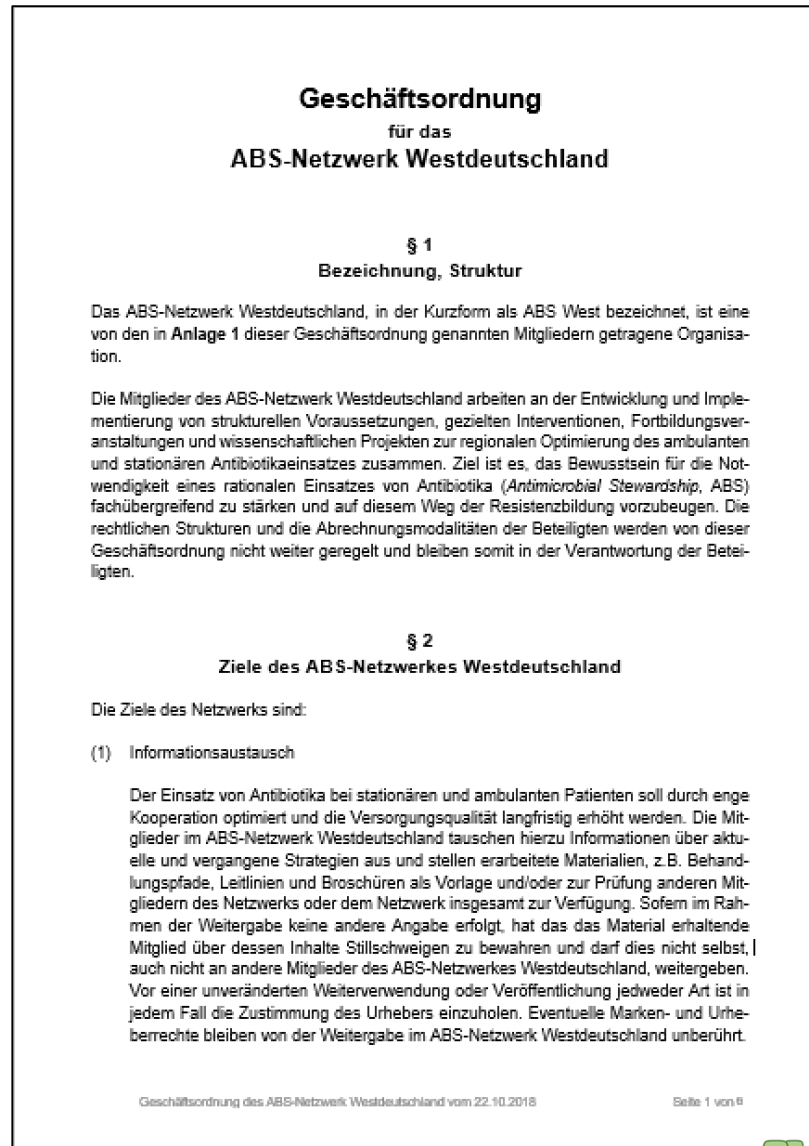 Geschäftsordnung
für das
ABS-Netzwerk Westdeutschland
§ 1
Bezeichnung, Struktur
Das ABS-Netzwerk Westdeutschland, in der Kurzform als ABS West bezeichnet, ist eine
von den in Anlage 1 dieser Geschäftsordnung genannten Mitgliedern getragene Organisa-
tion.
Die Mitglieder des ABS-Netzwerk Westdeutschland arbeiten an der Entwicklung und Imple-
mentierung von strukturellen Voraussetzungen, gezielten Interventionen, Fortbildungsver-
anstaltungen und wissenschaftlichen Projekten zur regionalen Optimierung des ambulanten
und stationären Antibiotikaeinsatzes zusammen. Ziel ist es, das Bewusstsein für die Not-
wendigkeit eines rationalen Einsatzes von Antibiotika (Antimicrobial Stewardship, ABS)
fachübergreifend zu stärken und auf diesem Weg der Resistenzbildung vorzubeugen. Die
rechtlichen Strukturen und die Abrechnungsmodalitäten der Beteiligten werden von dieser
Geschäftsordnung nicht weiter geregelt und bleiben somit in der Verantwortung der Betei-
ligten.
§ 2
Ziele des ABS-Netzwerkes Westdeutschland
Die Ziele des Netzwerks sind:
(1) Informationsaustausch
Der Einsatz von Antibiotika bei stationären und ambulanten Patienten soll durch enge
Kooperation optimiert und die Versorgungsqualität langfristig erhöht werden. Die Mit-
glieder im ABS-Netzwerk Westdeutschland tauschen hierzu Informationen über aktu-
elle und vergangene Strategien aus und stellen erarbeitete Materialien, z.B. Behand-
lungspfade, Leitlinien und Broschüren als Vorlage und/oder zur Prüfung anderen Mit-
gliedern des Netzwerks oder dem Netzwerk insgesamt zur Verfügung. Sofern im Rah-
men der Weitergabe keine andere Angabe erfolgt, hat das das Material erhaltende
Mitglied über dessen Inhalte Stillschweigen zu bewahren und darf dies nicht selbst,
auch nicht an andere Mitglieder des ABS-Netzwerkes Westdeutschland, weitergeben.
Vor einer unveränderten Weiterverwendung oder Veröffentlichung jedweder Art ist in
jedem Fall die Zustimmung des Urhebers einzuholen. Eventuelle Marken- und Urhe-
berrechte bleiben von der Weitergabe im ABS-Netzwerk Westdeutschland unberührt.
Geschäftsordnung des ABS-Netzwerk Westdeutschland vom 22.10.2018 Seite 1 von 6